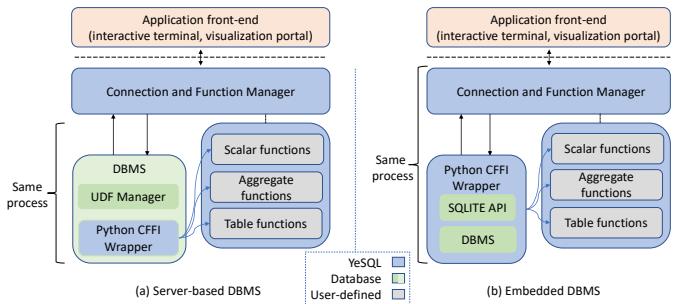 Application front-end
(interactive terminal, visualization portal)
Connection and Function Manager
Same
process
DBMS
UDF Manager
Python CFFI
Wrapper
Scalar functions
Aggregate
functions
Table functions
(a) Server-based DBMS
Application front-end
(interactive terminal, visualization portal)
Connection and Function Manager
Same
process
Python CFFI
Wrapper
SQLITE API
DBMS
Scalar functions
Aggregate
functions
Table functions
(b) Embedded DBMS
YeSQL
Database
User-defined